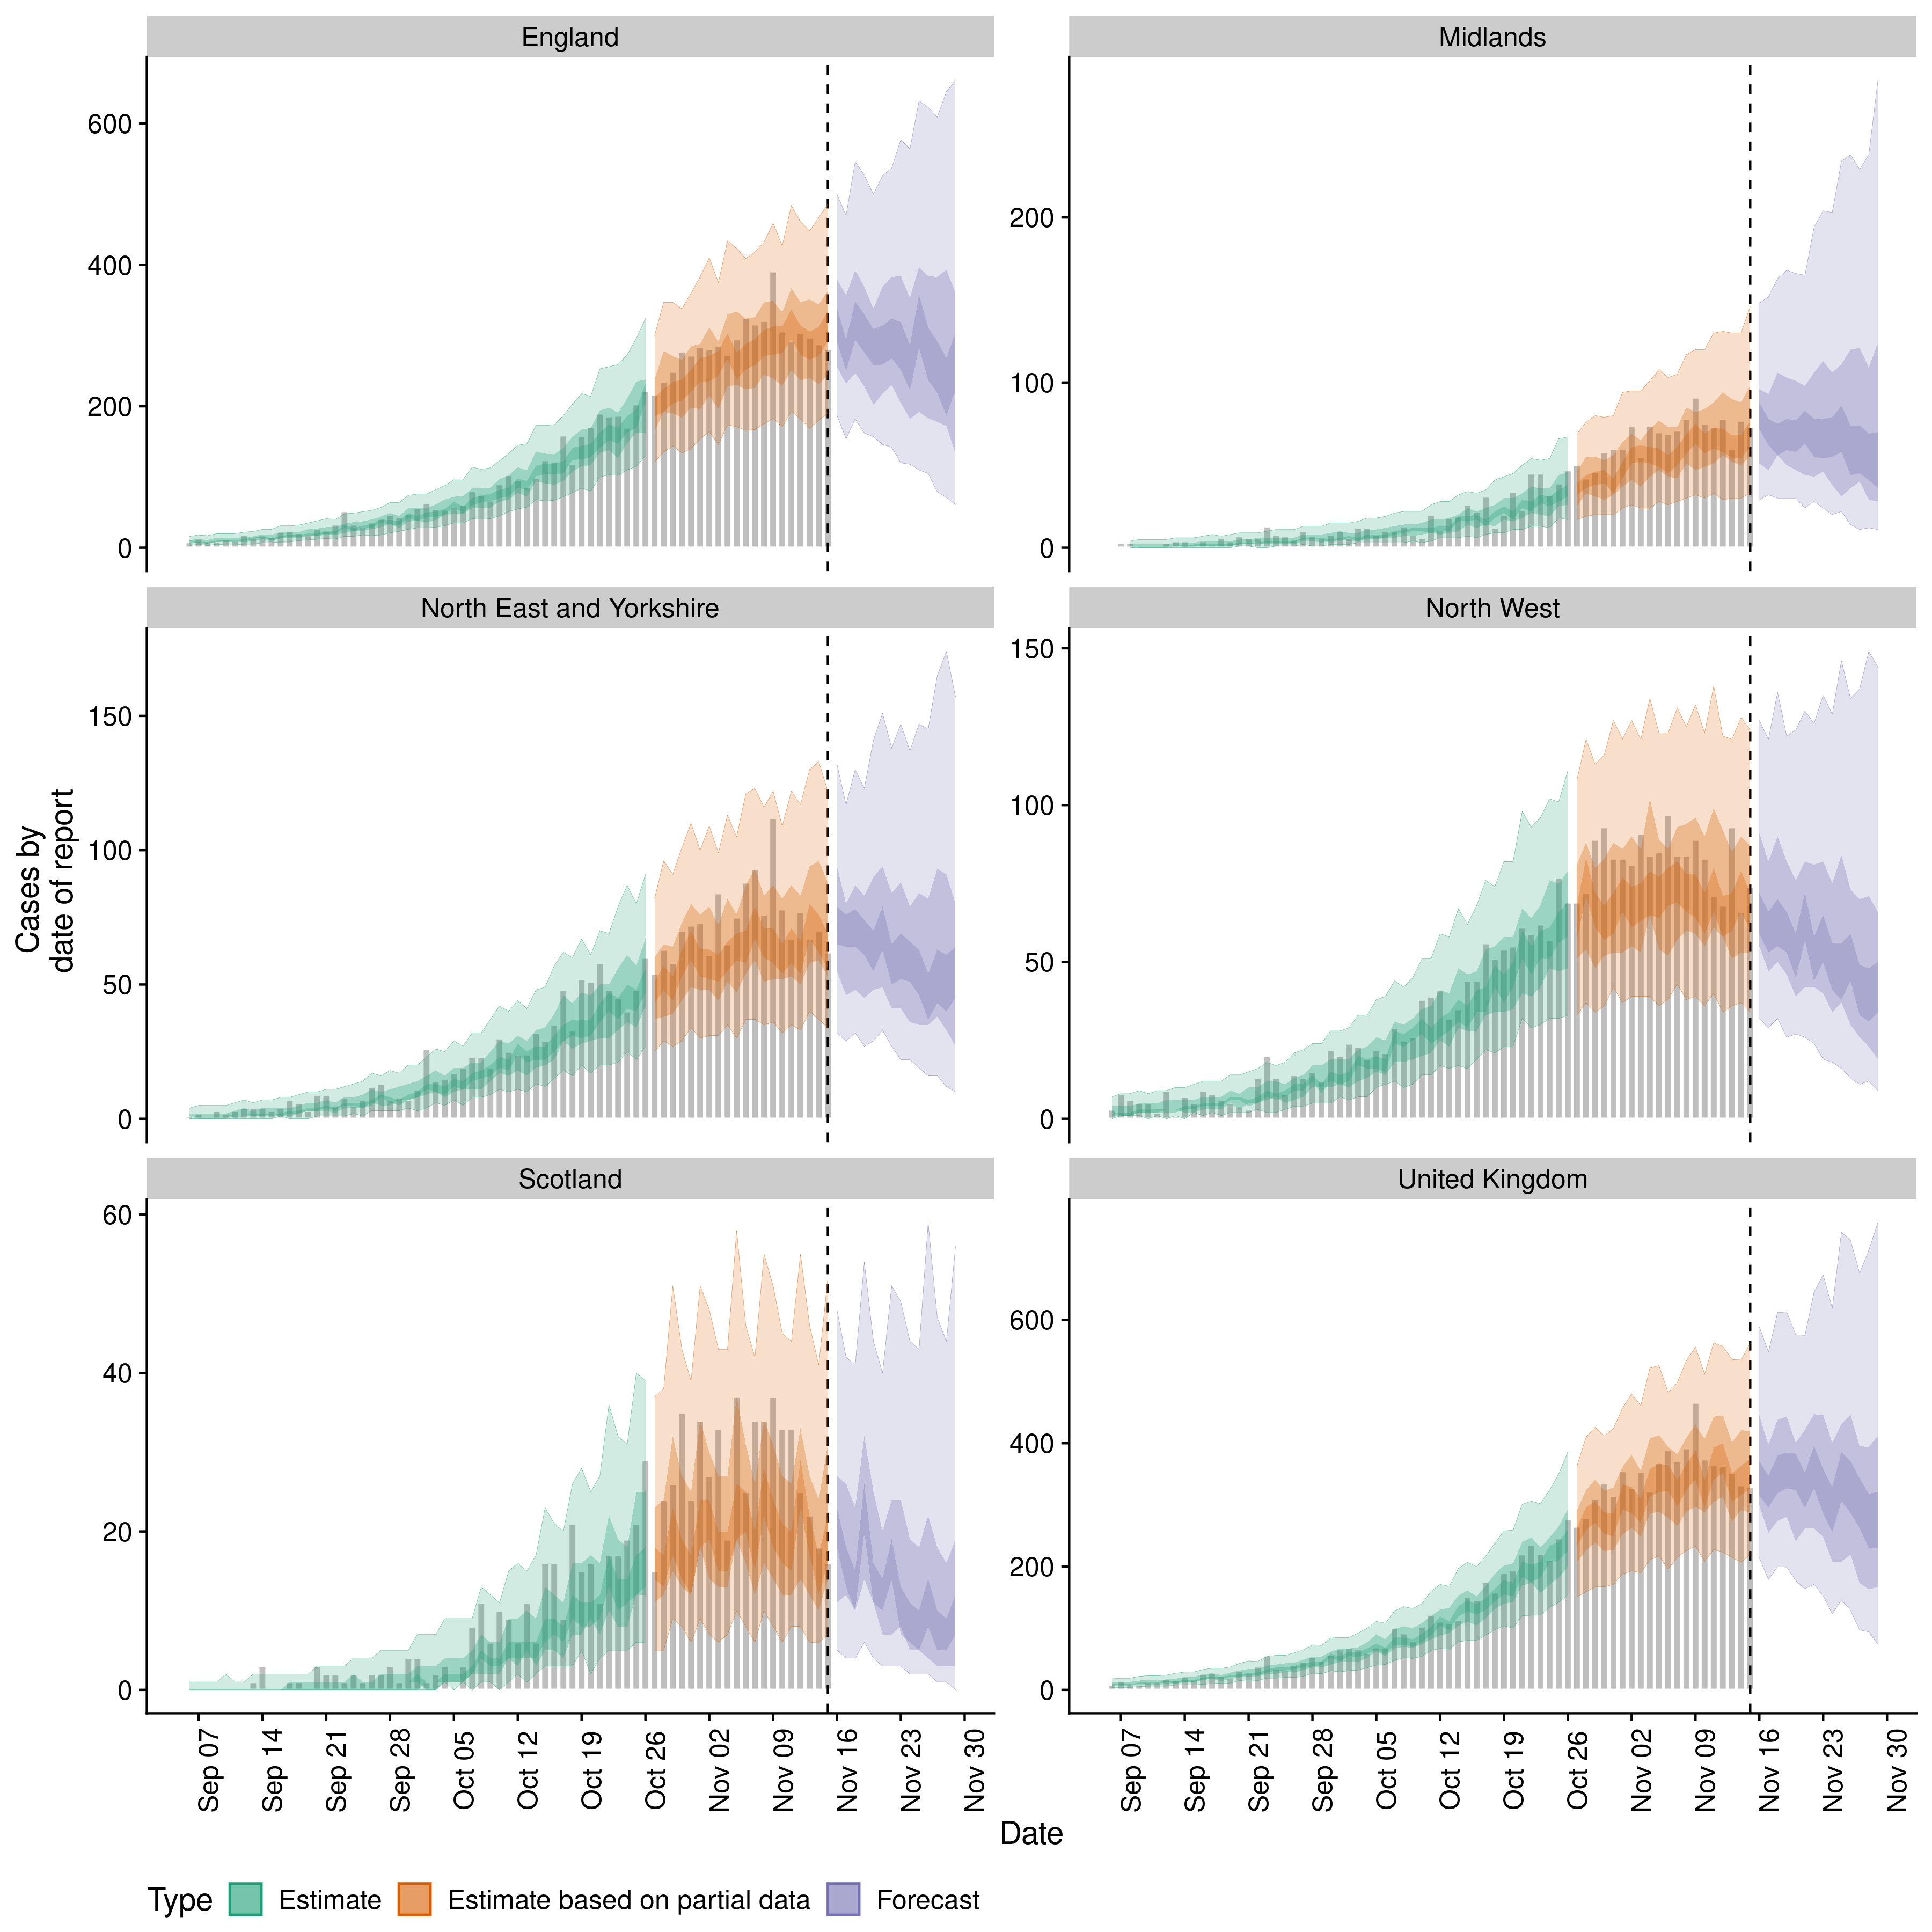 England
Midlands
600
400
200
0
200
100
0
North East and Yorkshire
North West
150
100
50
0
150
100
50
0
Scotland
United Kingdom
60
40
20
0
600
400
200
0
Cases by
date of report
Sep 07
Sep 14
Sep 21
Sep 28
Oct 05
Oct 12
Oct 19
Oct 26
Nov 02
Nov 09
Nov 16
Nov 23
Nov 30
Sep 07
Sep 14
Sep 21
Sep 28
Oct 05
Oct 12
Oct 19
Oct 26
Nov 02
Nov 09
Nov 16
Nov 23
Nov 30
Date
Type Estimate Estimate based on partial data Forecast